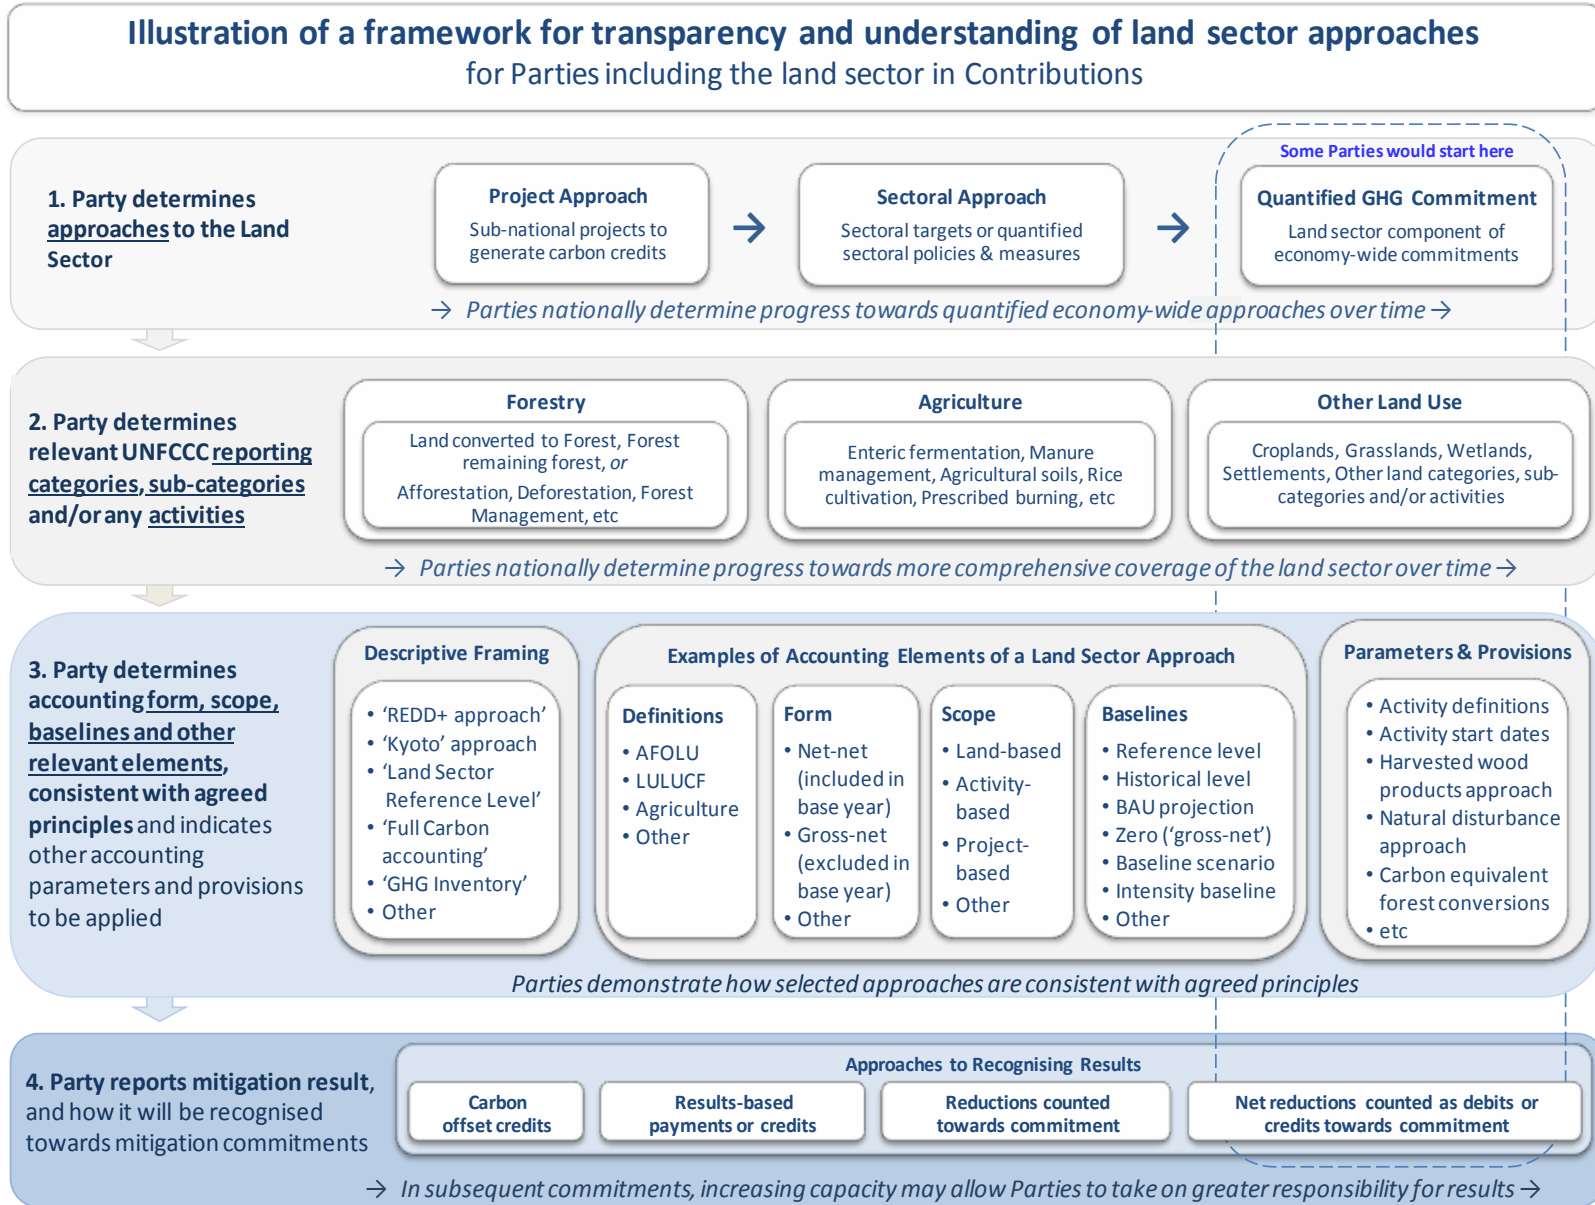 Illustration of a framework for transparency and understanding of land sector approaches
for Parties including the land sector in Contributions
Some Parties would start here
1. Party determines
approaches to the Land
Sector
Project Approach
Sub-national projects to
generate carbon credits
→
Sectoral Approach
Sectoral targets or quantified
sectoral policies & measures
→
Quantified GHG Commitment
Land sector component of
economy-wide commitments
→ Parties nationally determine progress towards quantified economy-wide approaches over time →
2. Party determines
relevant UNFCCC reporting
categories, sub-categories
and/or any activities
Forestry
Land converted to Forest, Forest
remaining forest, or
Afforestation, Deforestation, Forest
Management, etc
Agriculture
Enteric fermentation, Manure
management, Agricultural soils, Rice
cultivation, Prescribed burning, etc
Other Land Use
Croplands, Grasslands, Wetlands,
Settlements, Other land categories, sub-
categories and/or activities
→ Parties nationally determine progress towards more comprehensive coverage of the land sector over time →
3. Party determines
accounting form, scope,
baselines and other
relevant elements,
consistent with agreed
principles and indicates
other accounting
parameters and provisions
to be applied
Descriptive Framing
• ‘REDD+ approach’
• ‘Kyoto’ approach
• ‘Land Sector
Reference Level’
• ‘Full Carbon
accounting’
• ‘GHG Inventory’
• Other
Examples of Accounting Elements of a Land Sector Approach
Definitions
• AFOLU
• LULUCF
• Agriculture
• Other
Form
• Net-net
(included in
base year)
• Gross-net
(excluded in
base year)
• Other
Scope
• Land-based
• Activity-
based
• Project-
based
• Other
Baselines
• Reference level
• Historical level
• BAU projection
• Zero (‘gross-net’)
• Baseline scenario
• Intensity baseline
• Other
Parameters & Provisions
• Activity definitions
• Activity start dates
• Harvested wood
products approach
• Natural disturbance
approach
• Carbon equivalent
forest conversions
• etc
Parties demonstrate how selected approaches are consistent with agreed principles
4. Party reports mitigation result,
and how it will be recognised
towards mitigation commitments
Approaches to Recognising Results
Carbon
offset credits
Results-based
payments or credits
Reductions counted
towards commitment
Net reductions counted as debits or
credits towards commitment
→ In subsequent commitments, increasing capacity may allow Parties to take on greater responsibility for results →